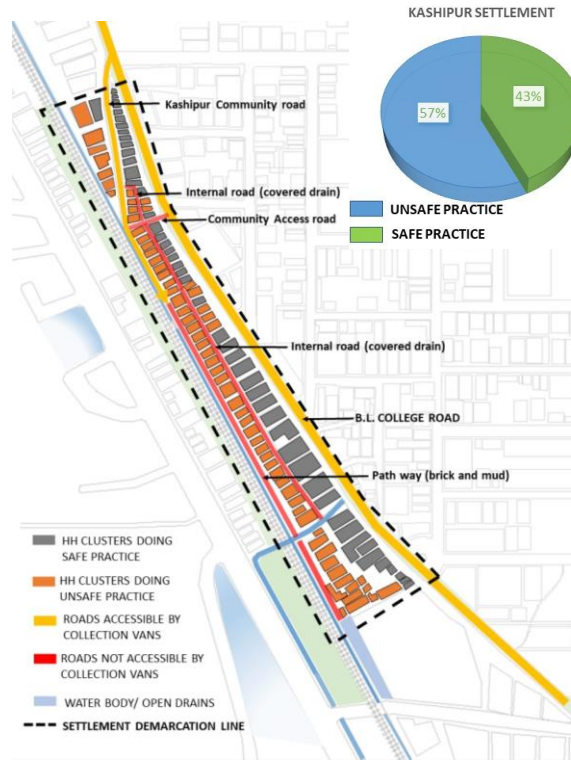 KASHIPUR SETTLEMENT
57%
43%
UNSAFE PRACTICE
SAFE PRACTICE
Kashipur Community road
Internal road (covered drain)
Community Access road
Internal road (covered drain)
B.L. COLLEGE ROAD
Path way (brick and mud)
HH CLUSTERS DOING
SAFE PRACTICE
HH CLUSTERS DOING
UNSAFE PRACTICE
ROADS ACCESSIBLE BY
COLLECTION VANS
ROADS NOT ACCESSIBLE BY
COLLECTION VANS
WATER BODY/ OPEN DRAINS
SETTLEMENT DEMARCATION LINE